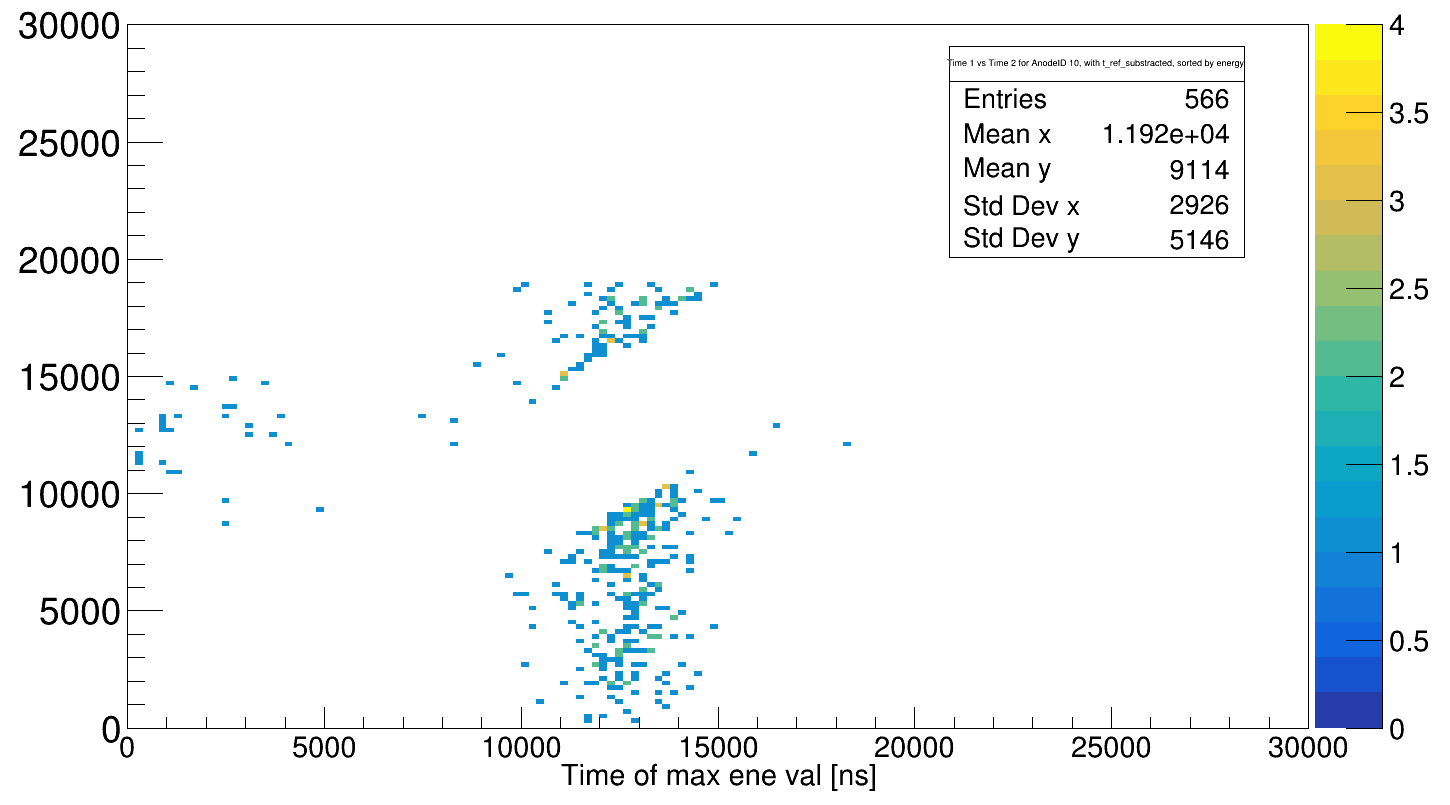 30000
25000
20000
15000
10000
5000
0
0 5000 10000 15000 20000 25000 30000
Time of max ene val [ns]
Time 1 vs Time 2 for AnodeID 10, with t_ref_substracted, sorted by energy
Entries 566
Mean x 1.192e+04
Mean y 9114
Std Dev x 2926
Std Dev y 5146
4
3.5
3
2.5
2
1.5
1
0.5
0